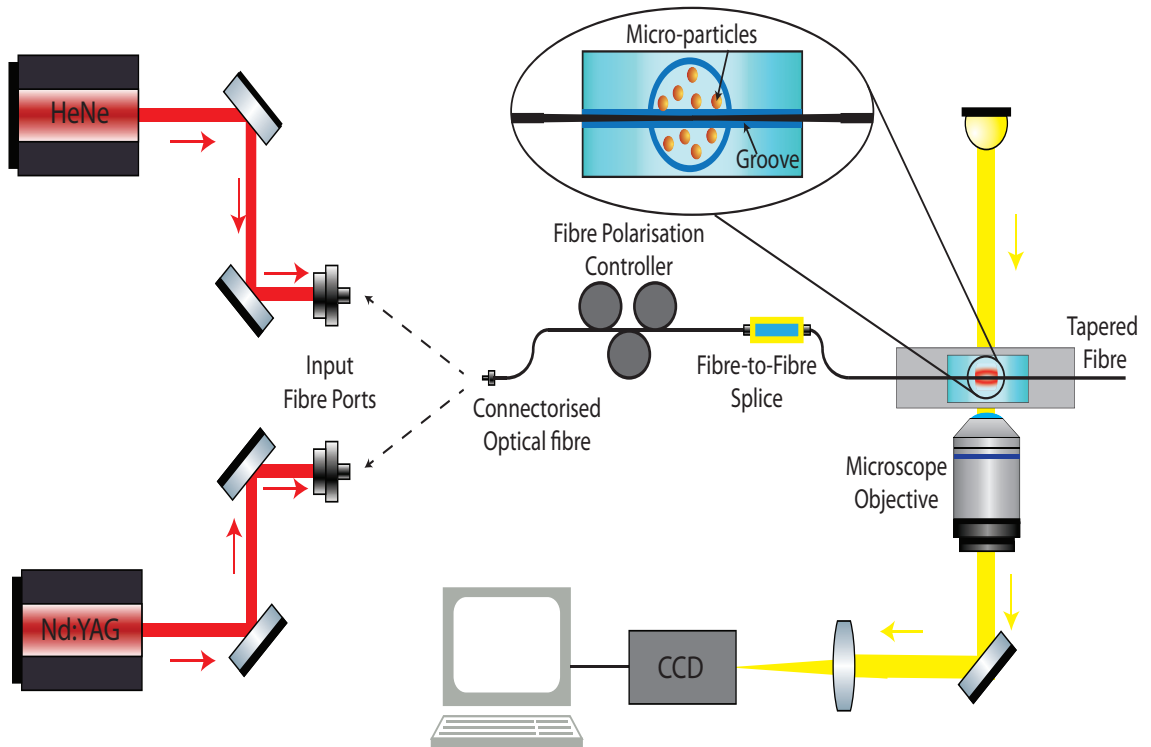 HeNe
Micro-particles
Groove
Fibre Polarisation
Controller
Tapered
Fibre
Fibre-to-Fibre
Splice
Input
Fibre Ports
Connectorised
Optical fibre
Microscope
Objective
Nd:YAG
CCD